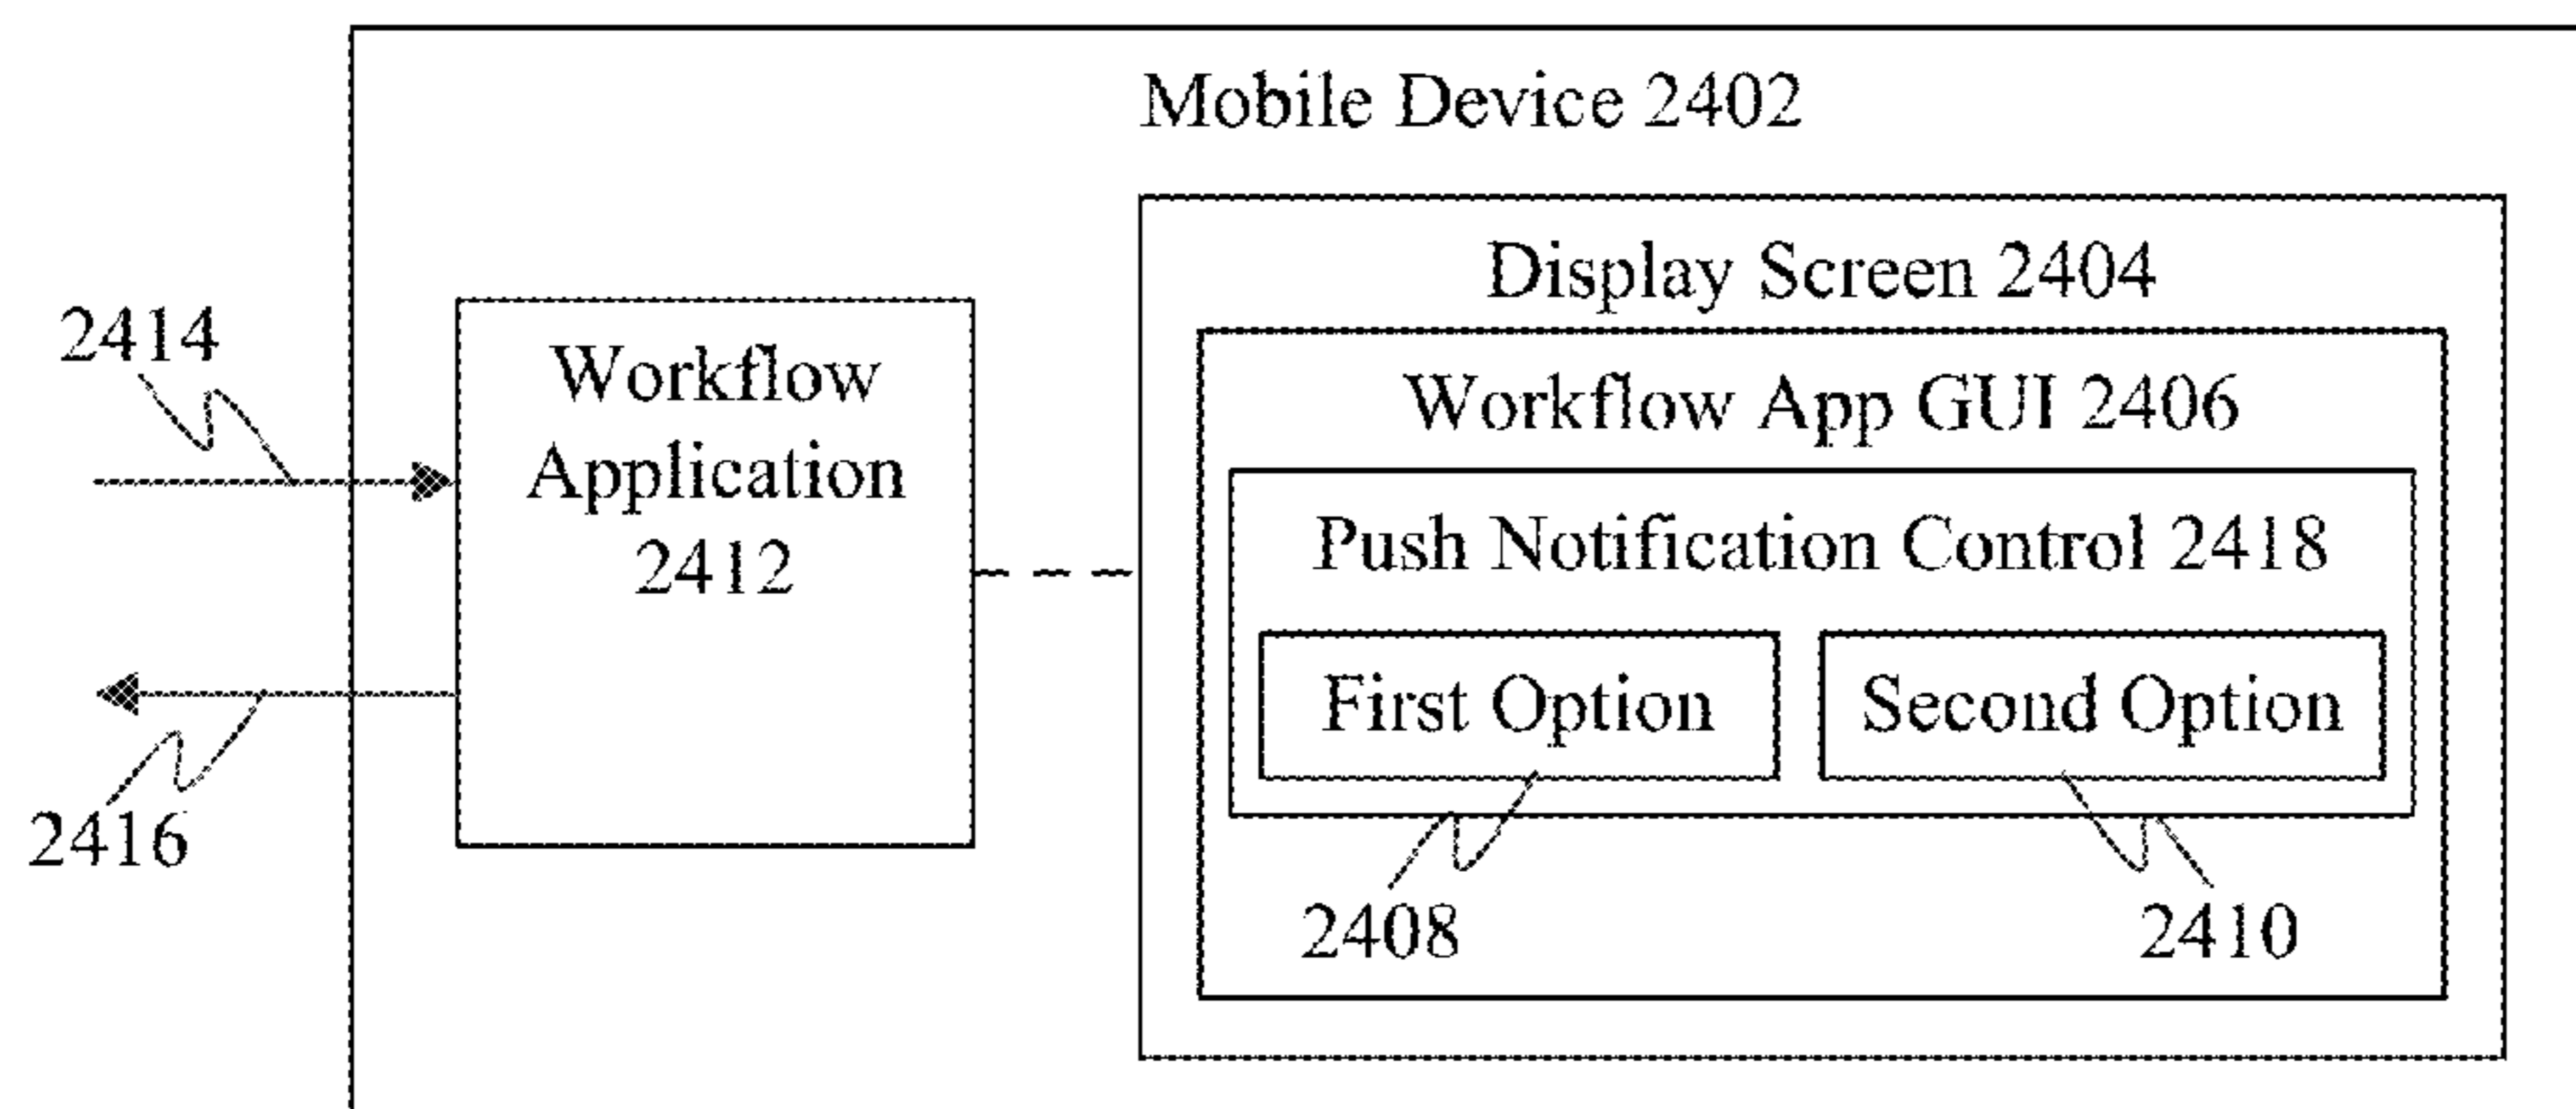 Mobile Device 2402
Display Screen 2404
2414
Workflow
Application
2412
Workflow App GUI 2406
Push Notification Control 2418
First Option
Second Option
2416
2408
2410